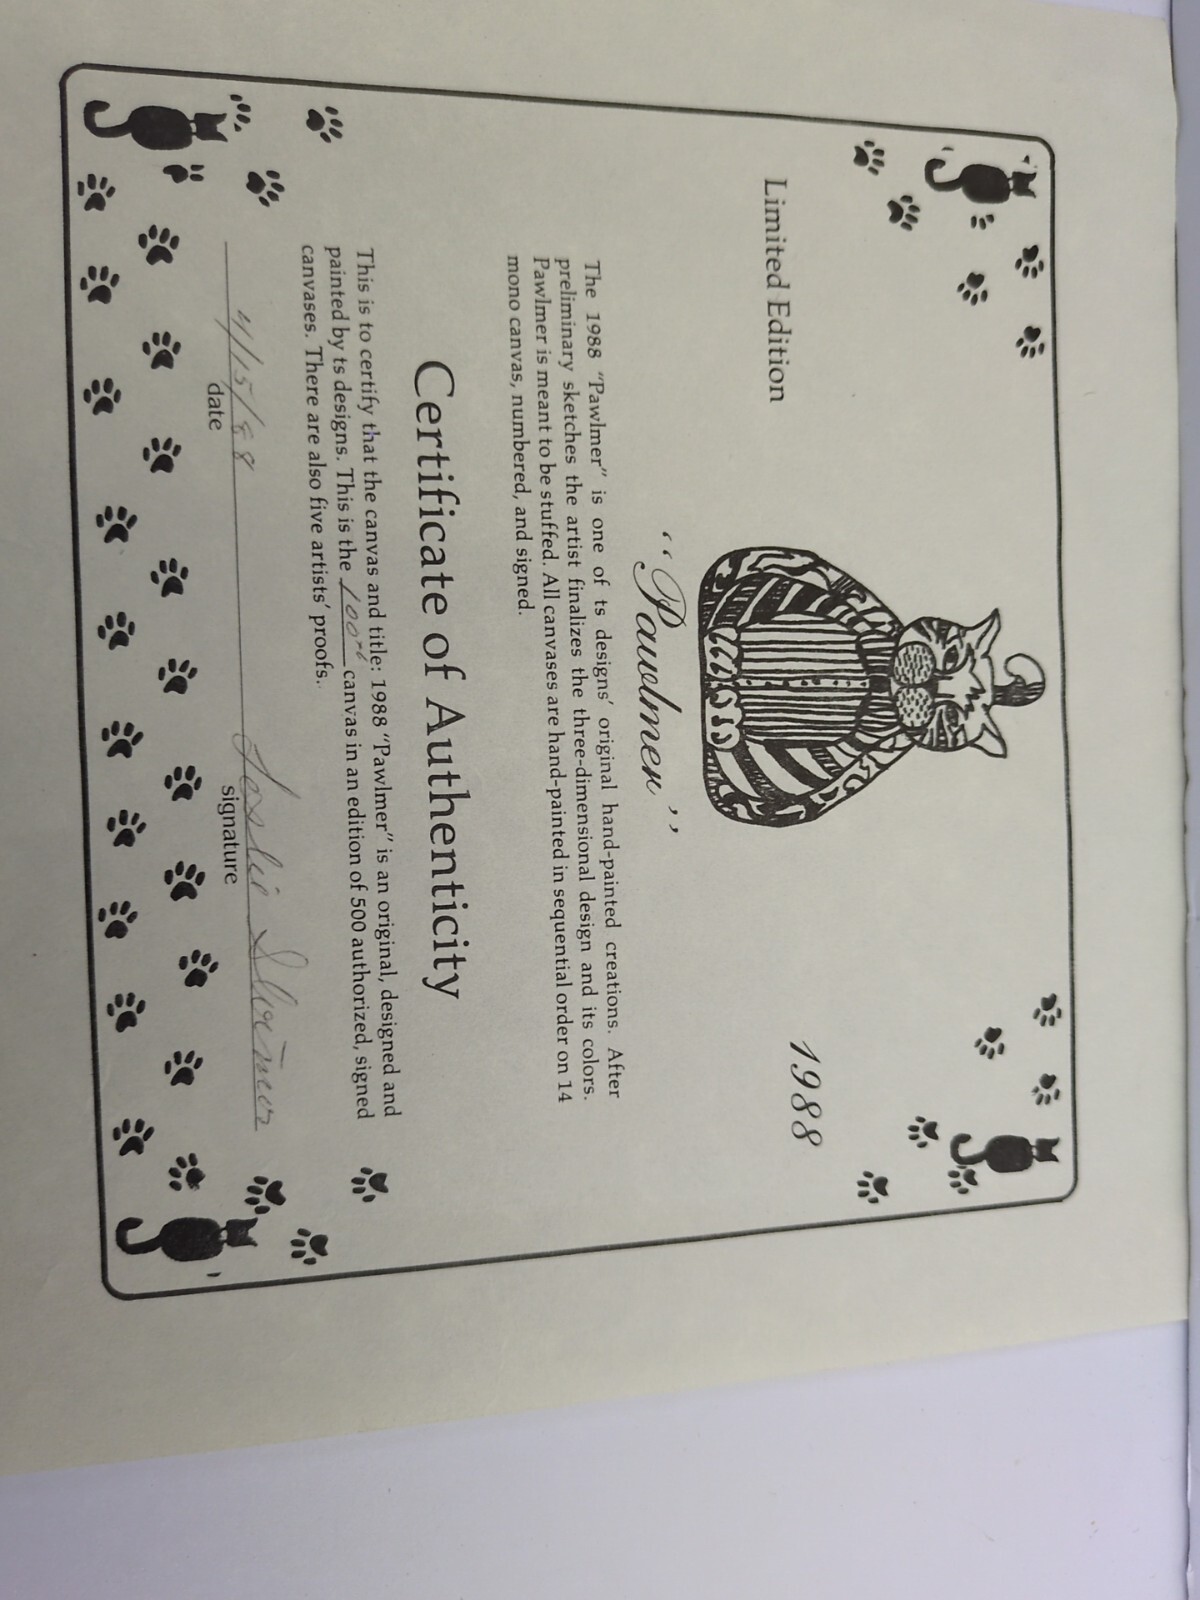 Limited Edition
1988
“Pawlmer”
The 1988 “Pawlmer” is one of ts designs’ original hand-painted creations. After
preliminary sketches the artist finalizes the three-dimensional design and its colors.
Pawlmer is meant to be stuffed. All canvases are hand-painted in sequential order on 14
mono canvas, numbered, and signed.
Certificate of Authenticity
This is to certify that the canvas and title: 1988 “Pawlmer” is an original, designed and
painted by ts designs. This is the 100th canvas in an edition of 500 authorized, signed
canvases. There are also five artists’ proofs.
4/15/88
date
signature